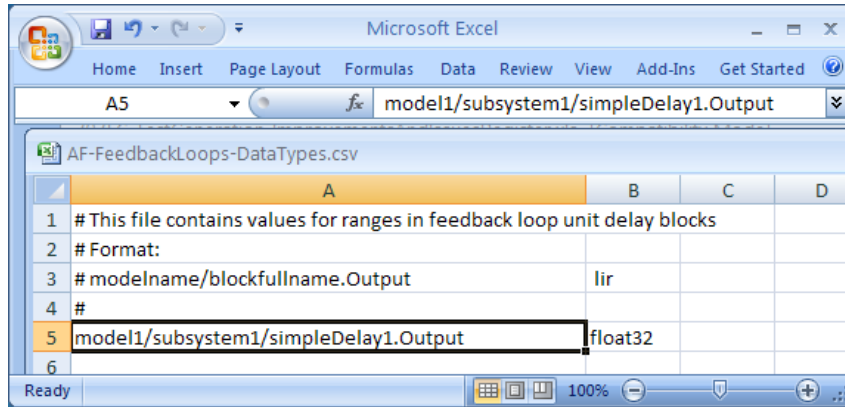 Microsoft Excel
Home Insert Page Layout Formulas Data Review View Add-Ins Get Started
A5 fx model1/subsystem1/simpleDelay1.Output
AF-FeedbackLoops-DataTypes.csv
A B C D
1 # This file contains values for ranges in feedback loop unit delay blocks
2 # Format:
3 # modelname/blockfullname.Output lir
4 #
5 model1/subsystem1/simpleDelay1.Output float32
6
Ready 100%